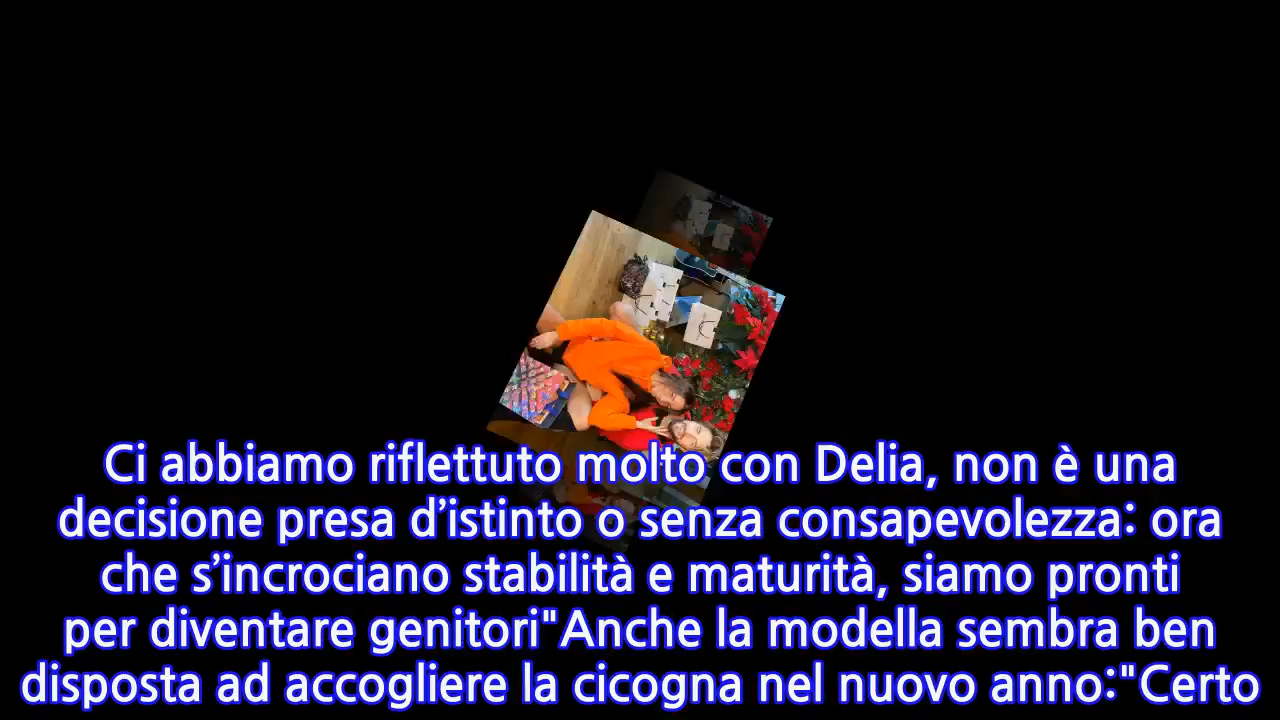 Ci abbiamo riflettuto molto con Delia, non è una
decisione presa d’istinto o senza consapevolezza: ora
che s’incrociano stabilità e maturità, siamo pronti
per diventare genitori"Anche la modella sembra ben
disposta ad accogliere la cicogna nel nuovo anno:"Certo